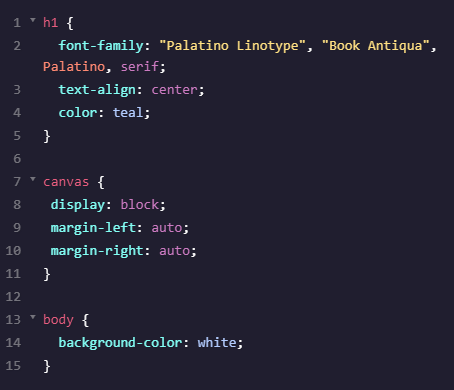 1 h1 {
2 font-family: "Palatino Linotype", "Book Antiqua",
Palatino, serif;
3 text-align: center;
4 color: teal;
5 }
6
7 canvas {
8 display: block;
9 margin-left: auto;
10 margin-right: auto;
11 }
12
13 body {
14 background-color: white;
15 }